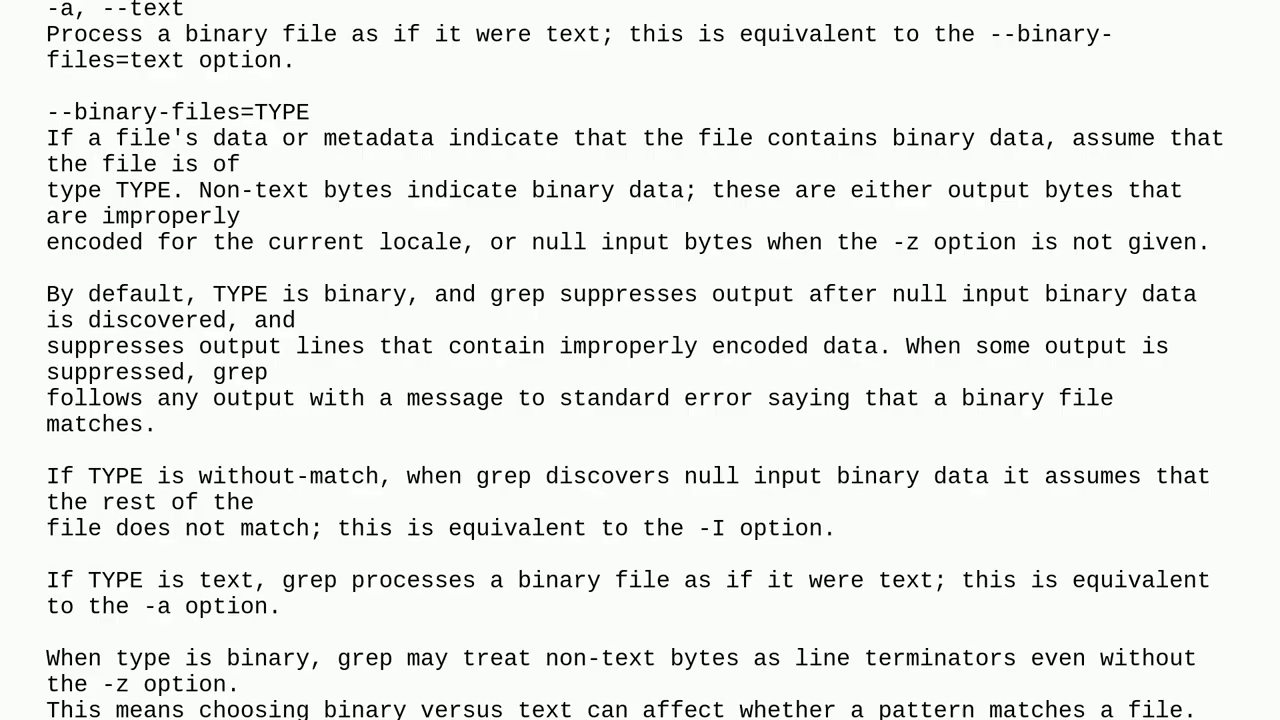 -a, --text
Process a binary file as if it were text; this is equivalent to the --binary-
files=text option.

--binary-files=TYPE
If a file's data or metadata indicate that the file contains binary data, assume that
the file is of
type TYPE. Non-text bytes indicate binary data; these are either output bytes that
are improperly
encoded for the current locale, or null input bytes when the -z option is not given.

By default, TYPE is binary, and grep suppresses output after null input binary data
is discovered, and
suppresses output lines that contain improperly encoded data. When some output is
suppressed, grep
follows any output with a message to standard error saying that a binary file
matches.

If TYPE is without-match, when grep discovers null input binary data it assumes that
the rest of the
file does not match; this is equivalent to the -I option.

If TYPE is text, grep processes a binary file as if it were text; this is equivalent
to the -a option.

When type is binary, grep may treat non-text bytes as line terminators even without
the -z option.
This means choosing binary versus text can affect whether a pattern matches a file.